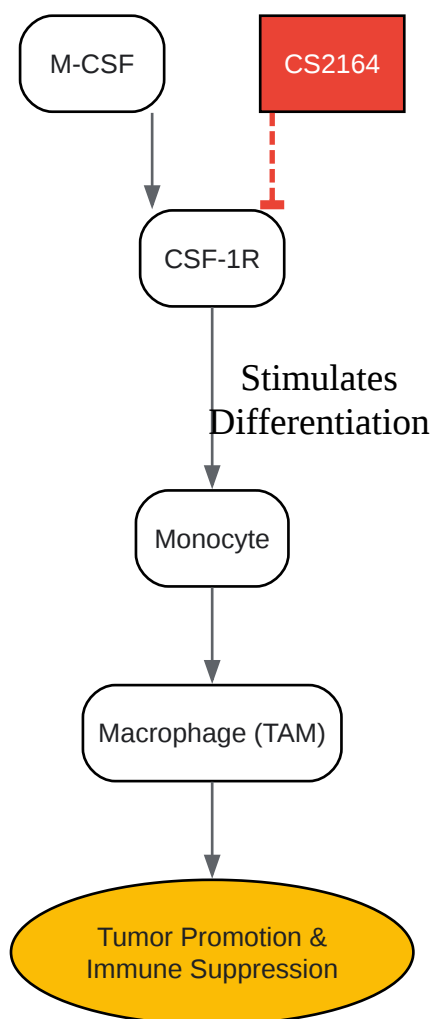 M-CSF
CS2164
CSF-1R
Stimulates
Differentiation
Monocyte
Macrophage (TAM)
Tumor Promotion &
Immune Suppression